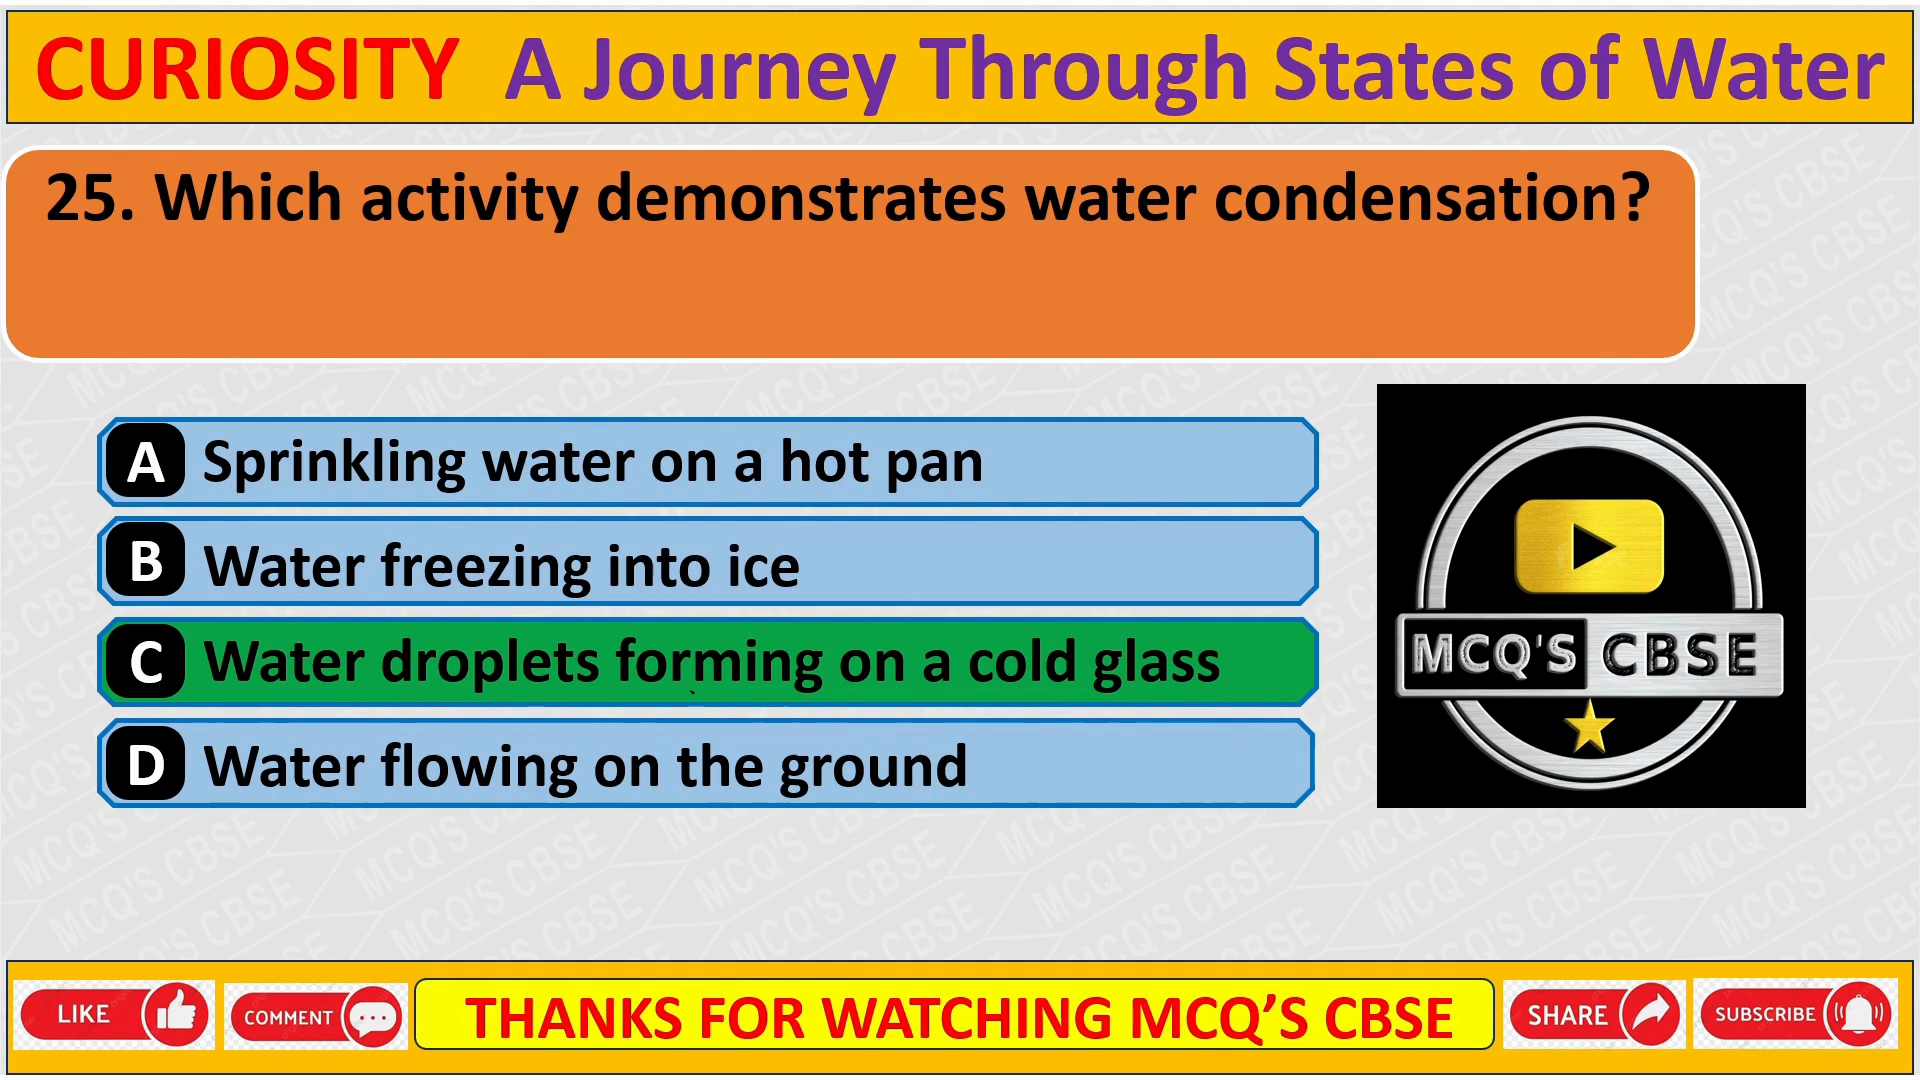 CURIOSITY A Journey Through States of Water
25. Which activity demonstrates water condensation?
A Sprinkling water on a hot pan
B Water freezing into ice
C Water droplets forming on a cold glass
D Water flowing on the ground
MCQ'S CBSE
LIKE
COMMENT
THANKS FOR WATCHING MCQ’S CBSE
SHARE
SUBSCRIBE